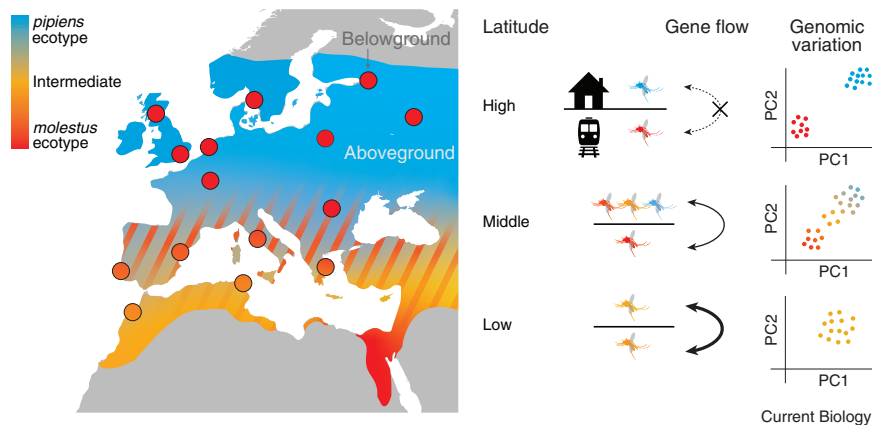 pipiens
ecotype
Intermediate
molestus
ecotype
Belowground
Aboveground
Latitude
Gene flow
Genomic
variation
High
PC2
PC1
Middle
PC2
PC1
Low
PC2
PC1
Current Biology